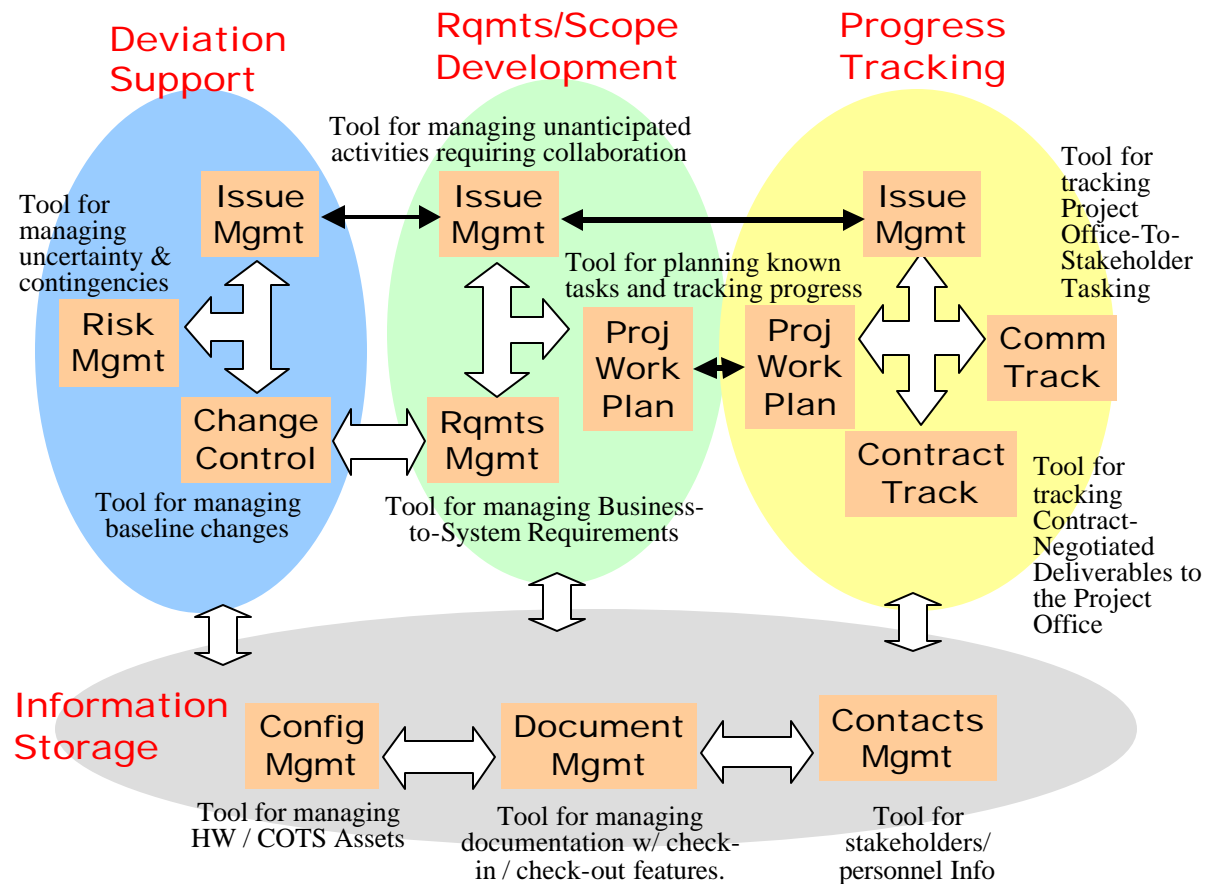 Deviation
Support
Rqmts/Scope
Development
Progress
Tracking
Tool for managing unanticipated
activities requiring collaboration
Tool for
managing
uncertainty &
contingencies
Issue
Mgmt
Issue
Mgmt
Issue
Mgmt
Tool for
tracking
Project
Office-To-
Stakeholder
Tasking
Tool for planning known
tasks and tracking progress
Risk
Mgmt
Proj
Work
Plan
Proj
Work
Plan
Comm
Track
Change
Control
Rqmts
Mgmt
Contract
Track
Tool for managing
baseline changes
Tool for managing Business-
to-System Requirements
Tool for
tracking
Contract-
Negotiated
Deliverables to
the Project
Office
Information
Storage
Config
Mgmt
Document
Mgmt
Contacts
Mgmt
Tool for managing
HW / COTS Assets
Tool for managing
documentation w/ check-
in / check-out features.
Tool for
stakeholders/
personnel Info